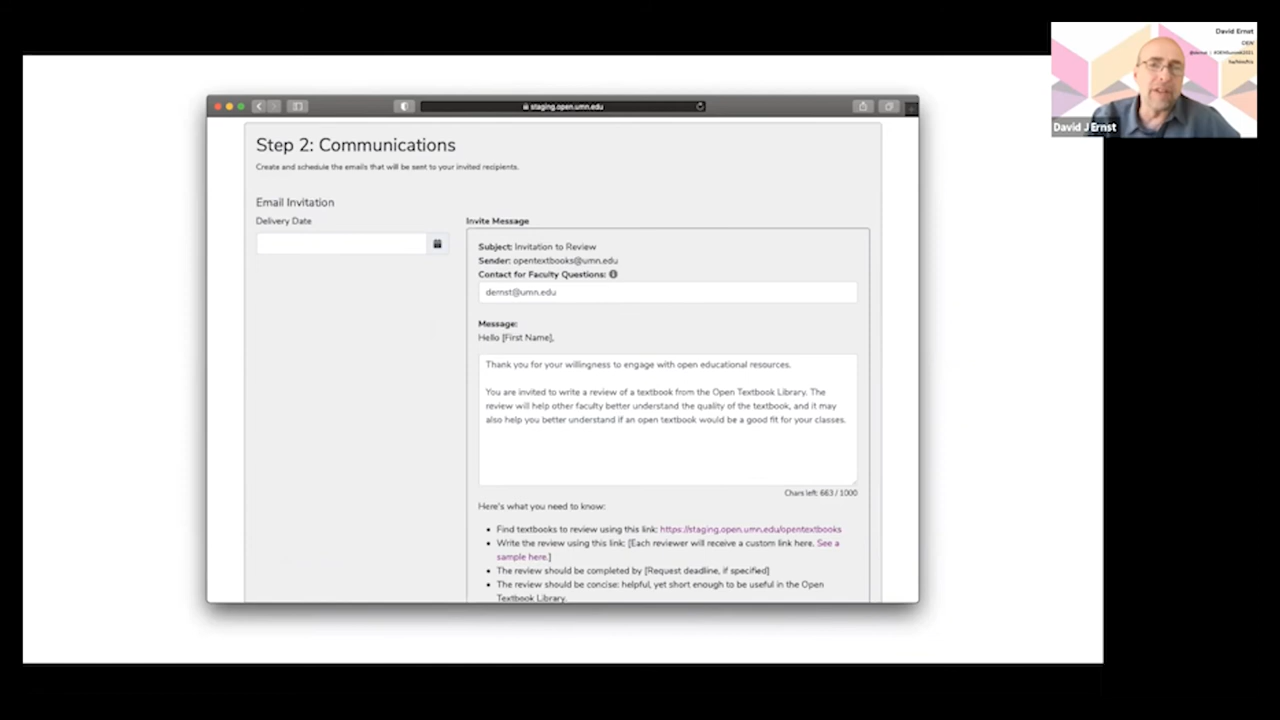 David Ernst
OEN
David J Ernst
staging.open.umn.edu
Step 2: Communications
Create and schedule the emails that will be sent to your invited recipients.
Email Invitation
Delivery Date
Invite Message
Subject: Invitation to Review
Sender: opentextbooks@umn.edu
Contact for Faculty Questions:
dernst@umn.edu
Message:
Hello [First Name],
Thank you for your willingness to engage with open educational resources.
You are invited to write a review of a textbook from the Open Textbook Library. The
review will help other faculty better understand the quality of the textbook, and it may
also help you better understand if an open textbook would be a good fit for your classes.
Chars left: 663 / 1000
Here's what you need to know:
Find textbooks to review using this link: https://staging.open.umn.edu/opentextbooks
Write the review using this link: [Each reviewer will receive a custom link here. See a
sample here.]
The review should be completed by [Request deadline, if specified]
The review should be concise: helpful, yet short enough to be useful in the Open
Textbook Library.